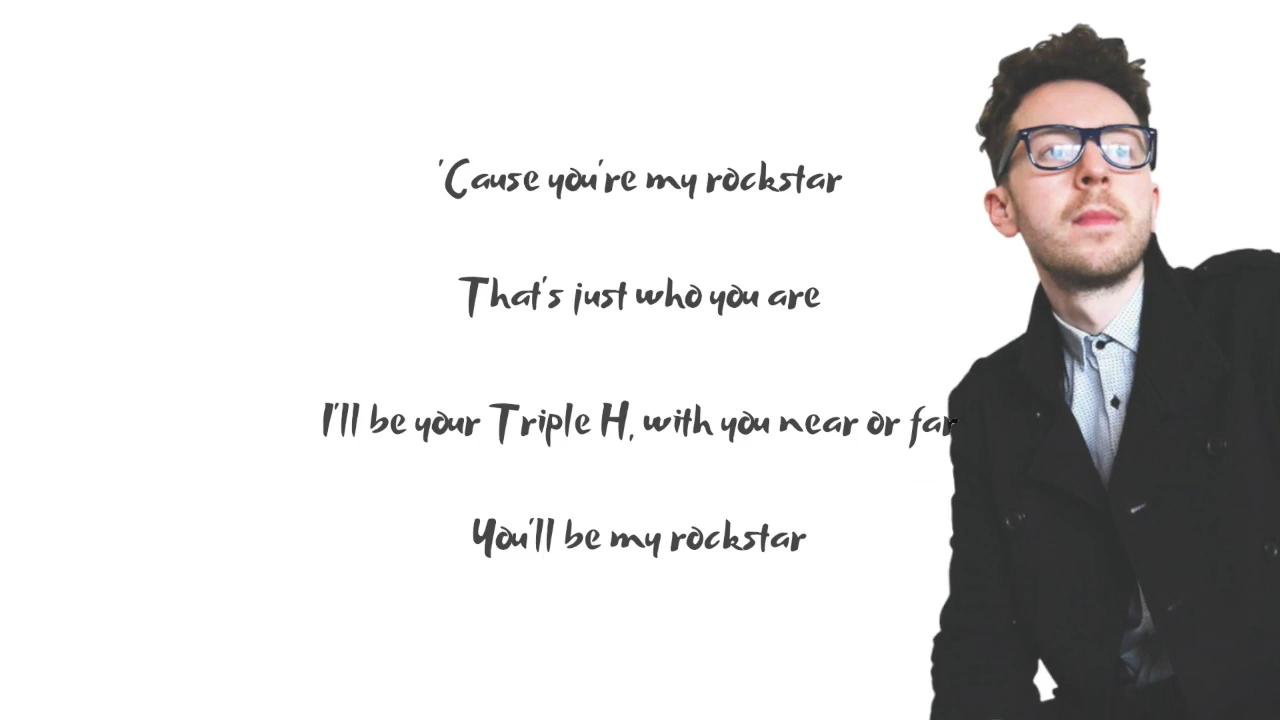 'Cause you're my rockstar
That's just who you are
I'll be your Triple H, with you near or far
You'll be my rockstar